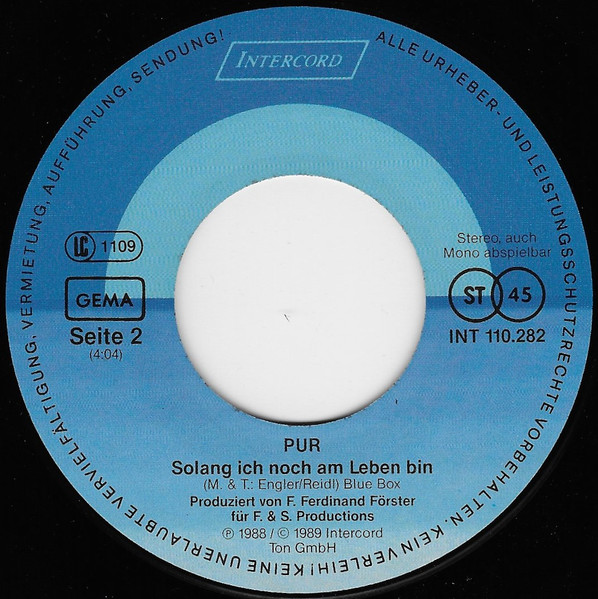 ALLE URHEBER- UND LEISTUNGSSCHUTZRECHTE VORBEHALTEN. KEIN VERLEIH! KEINE UNERLAUBTE VERVIELFÄLTIGUNG, VERMIETUNG, AUFFÜHRUNG, SENDUNG!
INTERCORD
LC 1109
GEMA
Seite 2
(4:04)
Stereo, auch
Mono abspielbar
ST 45
INT 110.282
PUR
Solang ich noch am Leben bin
(M. & T.: Engler/Reidl) Blue Box
Produziert von F. Ferdinand Förster
für F. & S. Productions
Ⓟ 1988 / © 1989 Intercord
Ton GmbH